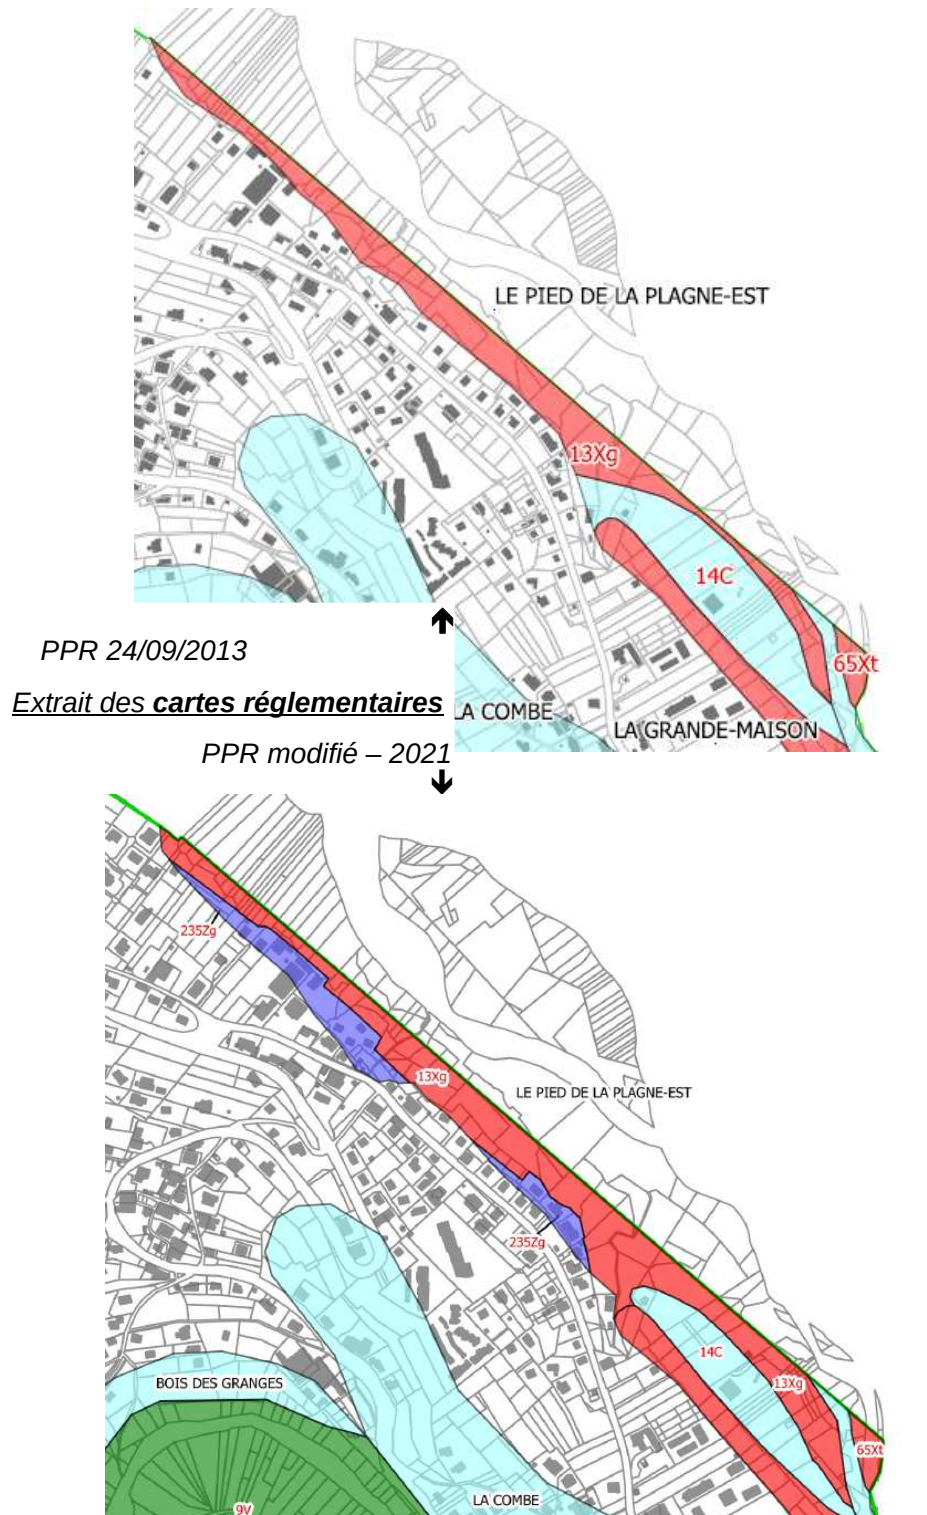 LE PIED DE LA PLAGNE-EST
13Xg
14C
65Xt
LA COMBE
LA GRANDE-MAISON
PPR 24/09/2013
Extrait des cartes réglementaires
PPR modifié – 2021
235Zg
13Xg
LE PIED DE LA PLAGNE-EST
235Zg
14C
13Xg
BOIS DES GRANGES
65Xt
LA COMBE
9V